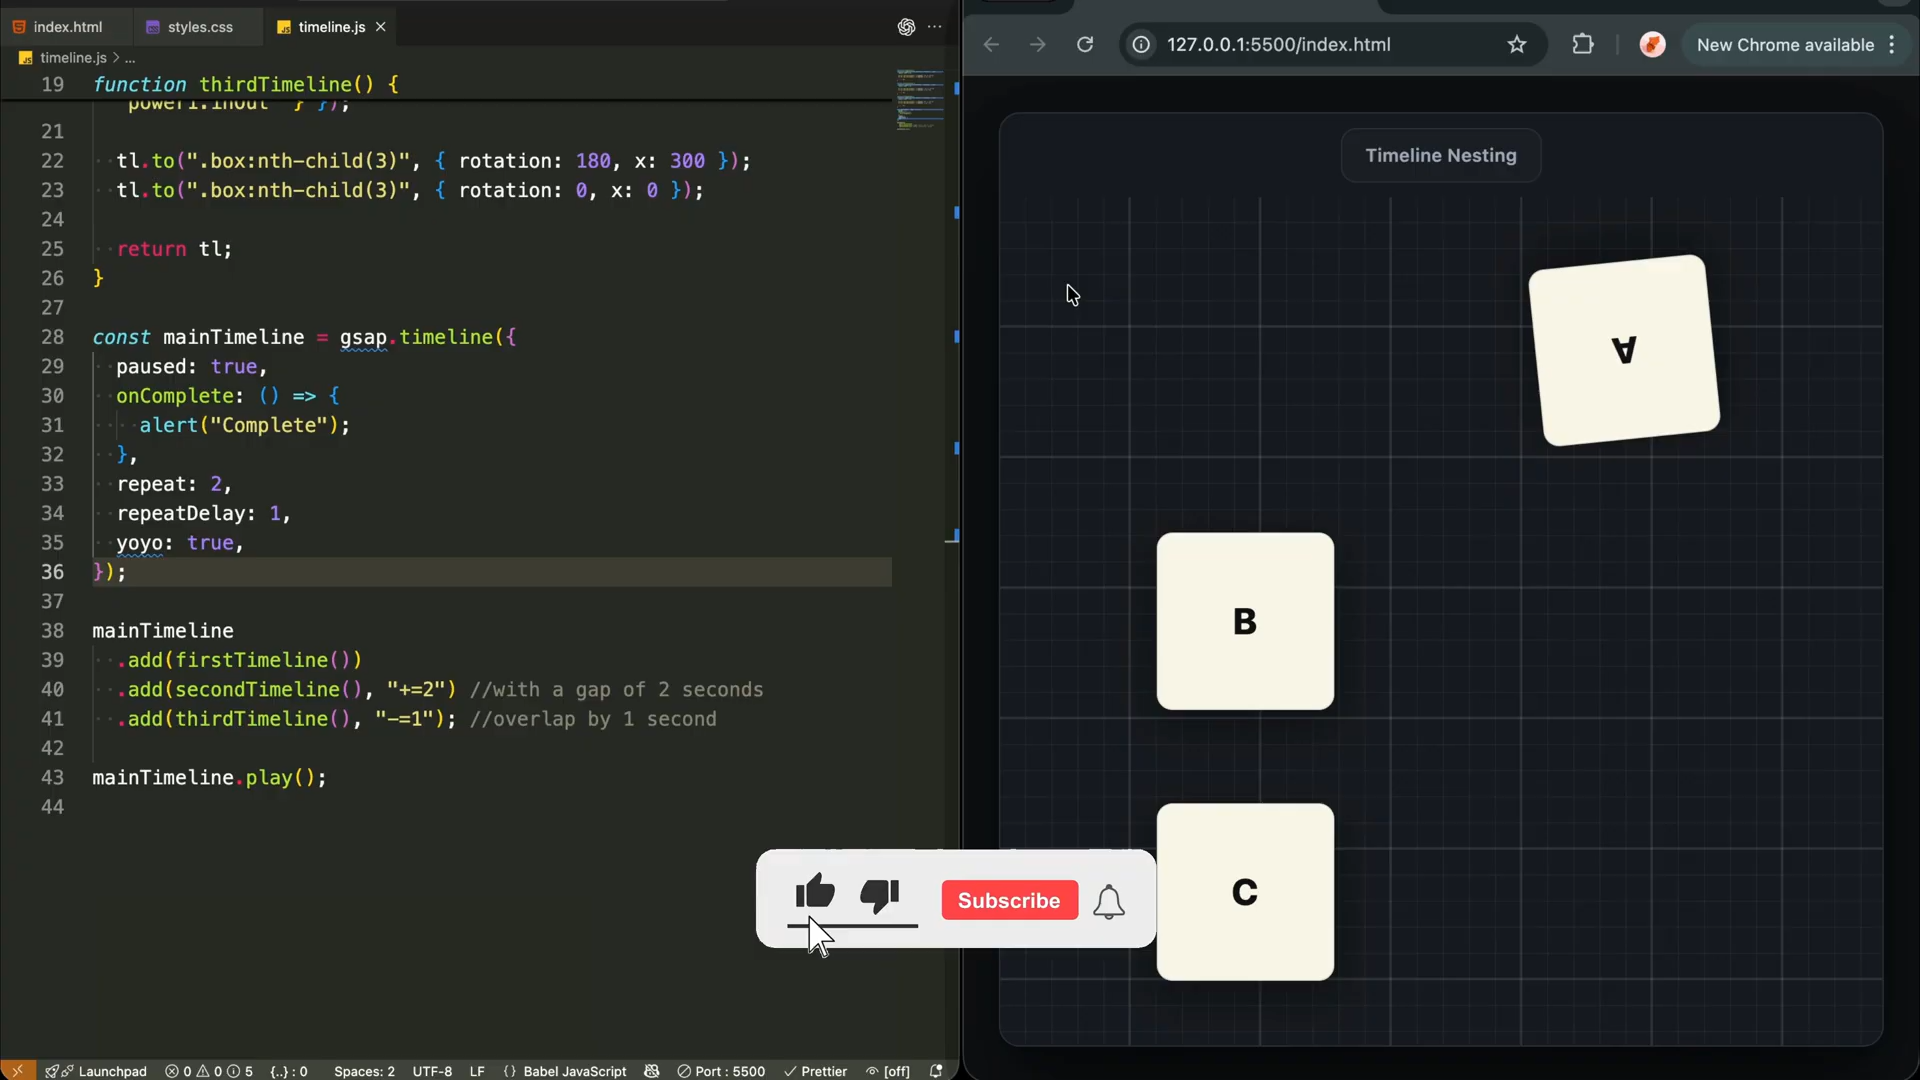 index.html
styles.css
timeline.js
timeline.js > ...
19 function thirdTimeline() {
power1.inout" } });
21
22 tl.to(".box:nth-child(3)", { rotation: 180, x: 300 });
23 tl.to(".box:nth-child(3)", { rotation: 0, x: 0 });
24
25 return tl;
26 }
27
28 const mainTimeline = gsap.timeline({
29 paused: true,
30 onComplete: () => {
31 alert("Complete");
32 },
33 repeat: 2,
34 repeatDelay: 1,
35 yoyo: true,
36 });
37
38 mainTimeline
39 .add(firstTimeline())
40 .add(secondTimeline(), "+=2") //with a gap of 2 seconds
41 .add(thirdTimeline(), "-=1"); //overlap by 1 second
42
43 mainTimeline.play();
44
Launchpad 0 0 5 {..} : 0 Spaces: 2 UTF-8 LF {} Babel JavaScript Port : 5500 Prettier [off]
127.0.0.1:5500/index.html
New Chrome available
Timeline Nesting
A
B
C
Subscribe